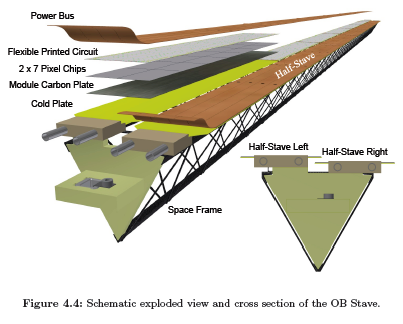 Power Bus
Flexible Printed Circuit
2 x 7 Pixel Chips
Module Carbon Plate
Cold Plate
Half-Stave
Half-Stave Left
Half-Stave Right
Space Frame
Figure 4.4: Schematic exploded view and cross section of the OB Stave.